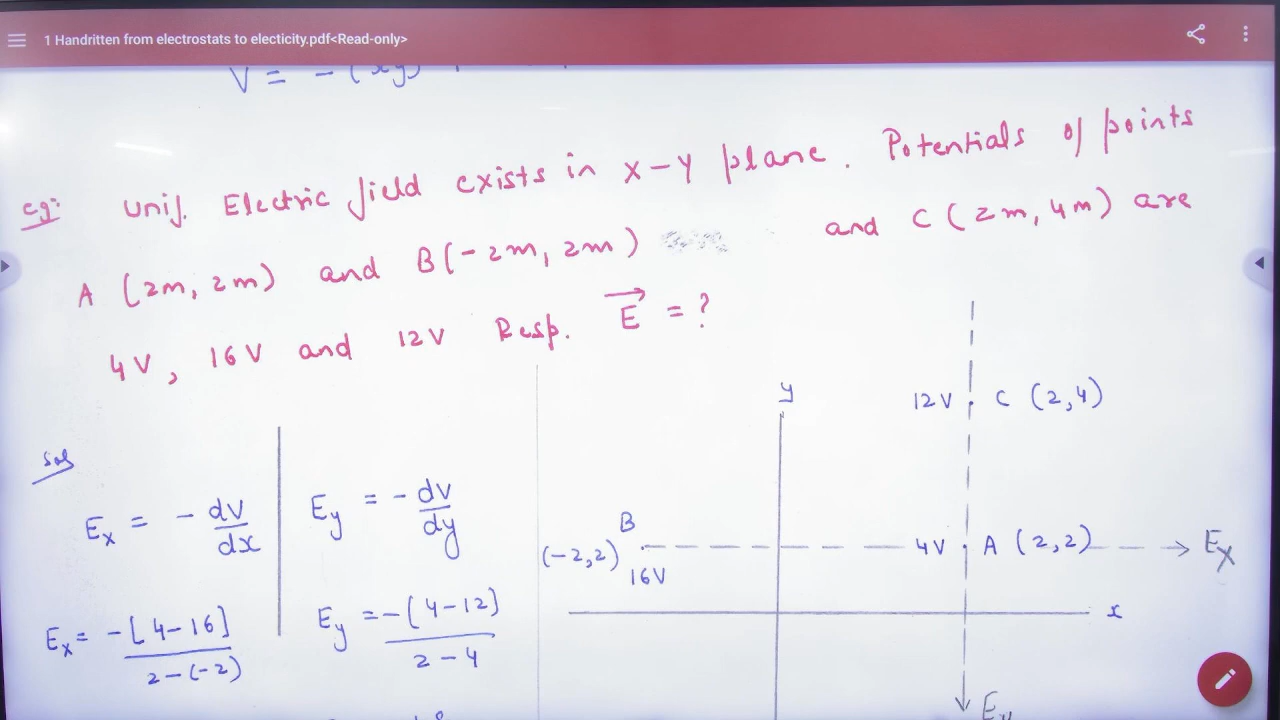 1 Handritten from electrostats to electicity.pdf<Read-only>
V = - (xy)
eg: Unif. Electric field exists in X-Y plane. Potentials of points
A (2m, 2m) and B(-2m, 2m) and C (2m, 4m) are
4V, 16V and 12V Resp. E⃗ = ?
Sol
Ex = - dV/dx
Ey = - dv/dy
Ex = -[4-16] / 2-(-2)
Ey = -[4-12] / 2-4
y
12V C (2,4)
B
(-2,2)
16V
4V A (2,2) Ex
x
Ey